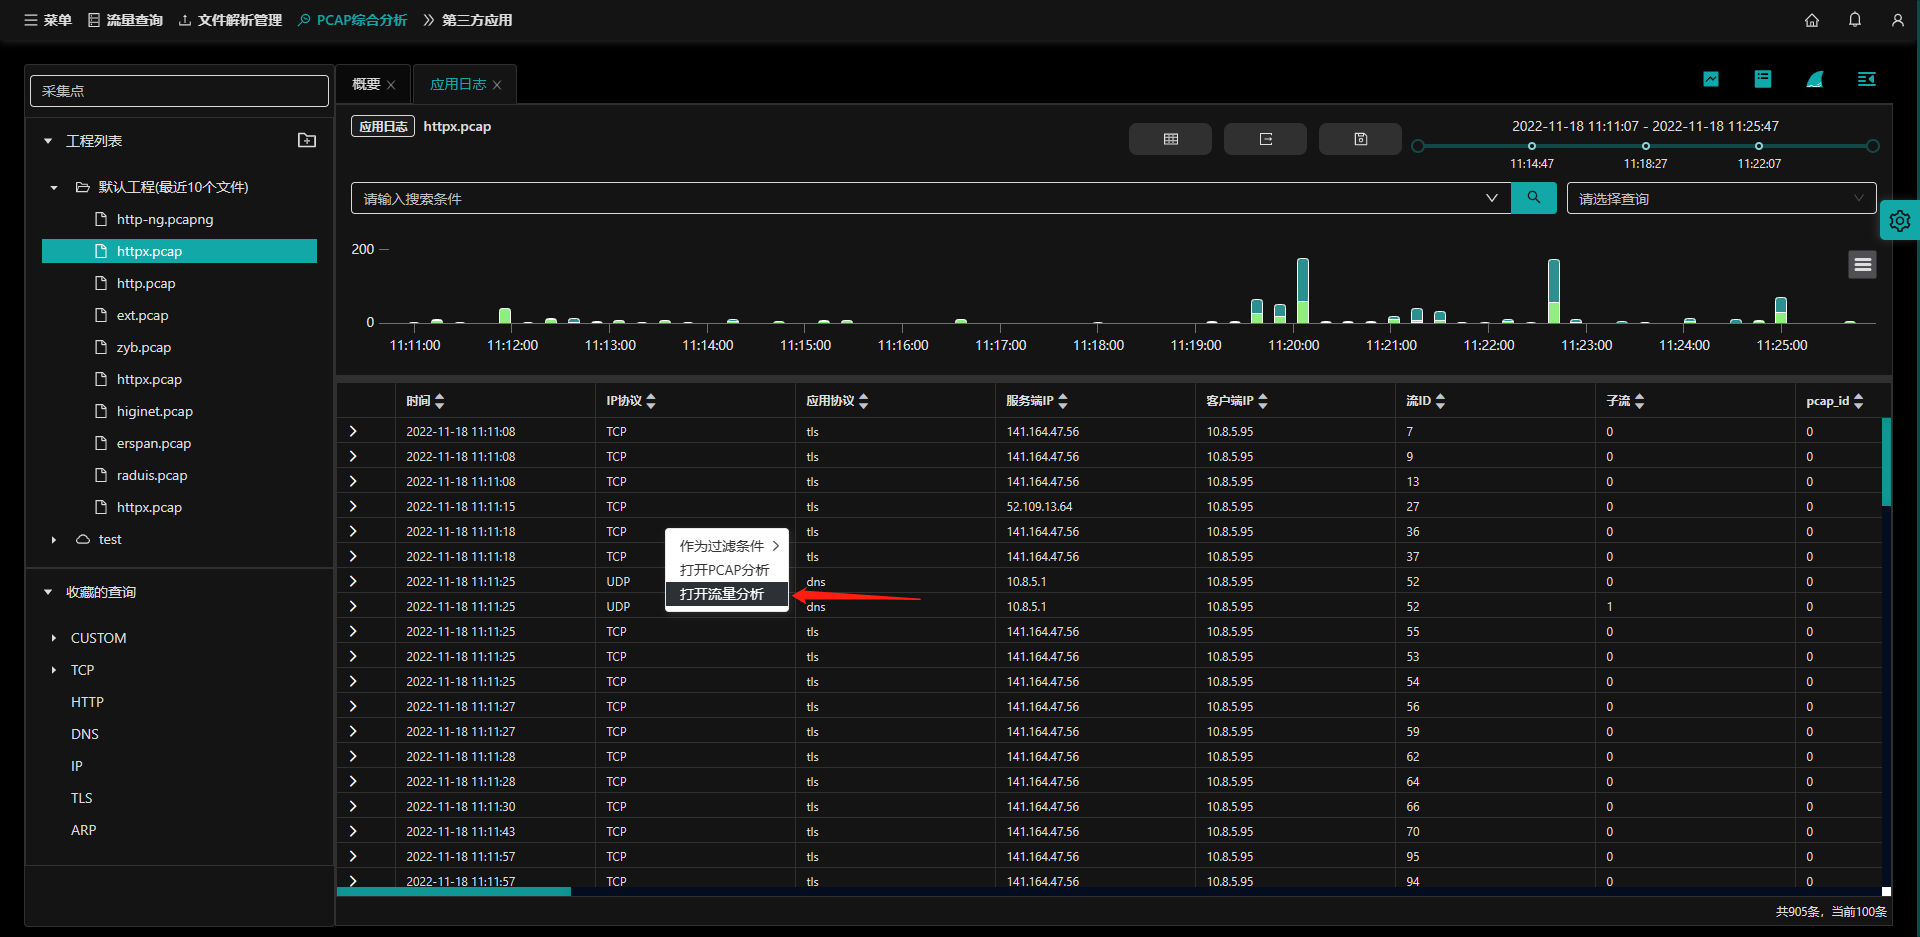 菜单 流量查询 文件解析管理 PCAP综合分析 第三方应用
采集点
工程列表
默认工程(最近10个文件)
http-ng.pcapng
httpx.pcap
http.pcap
ext.pcap
zyb.pcap
httpx.pcap
higinet.pcap
erspan.pcap
raduis.pcap
httpx.pcap
test
收藏的查询
CUSTOM
TCP
HTTP
DNS
IP
TLS
ARP
概要 应用日志
应用日志 httpx.pcap
2022-11-18 11:11:07 - 2022-11-18 11:25:47
11:14:47 11:18:27 11:22:07
请输入搜索条件 请选择查询
200
0
11:11:00 11:12:00 11:13:00 11:14:00 11:15:00 11:16:00 11:17:00 11:18:00 11:19:00 11:20:00 11:21:00 11:22:00 11:23:00 11:24:00 11:25:00
时间 IP协议 应用协议 服务端IP 客户端IP 流ID 子流 pcap_id
2022-11-18 11:11:08 TCP tls 141.164.47.56 10.8.5.95 7 0 0
2022-11-18 11:11:08 TCP tls 141.164.47.56 10.8.5.95 9 0 0
2022-11-18 11:11:08 TCP tls 141.164.47.56 10.8.5.95 13 0 0
2022-11-18 11:11:15 TCP tls 52.109.13.64 10.8.5.95 27 0 0
2022-11-18 11:11:18 TCP tls 141.164.47.56 10.8.5.95 36 0 0
2022-11-18 11:11:18 TCP tls 141.164.47.56 10.8.5.95 37 0 0
2022-11-18 11:11:25 UDP dns 10.8.5.1 10.8.5.95 52 0 0
2022-11-18 11:11:25 UDP dns 10.8.5.1 10.8.5.95 52 1 0
2022-11-18 11:11:25 TCP tls 141.164.47.56 10.8.5.95 55 0 0
2022-11-18 11:11:25 TCP tls 141.164.47.56 10.8.5.95 53 0 0
2022-11-18 11:11:25 TCP tls 141.164.47.56 10.8.5.95 54 0 0
2022-11-18 11:11:27 TCP tls 141.164.47.56 10.8.5.95 56 0 0
2022-11-18 11:11:27 TCP tls 141.164.47.56 10.8.5.95 59 0 0
2022-11-18 11:11:28 TCP tls 141.164.47.56 10.8.5.95 62 0 0
2022-11-18 11:11:28 TCP tls 141.164.47.56 10.8.5.95 64 0 0
2022-11-18 11:11:30 TCP tls 141.164.47.56 10.8.5.95 66 0 0
2022-11-18 11:11:43 TCP tls 141.164.47.56 10.8.5.95 70 0 0
2022-11-18 11:11:57 TCP tls 141.164.47.56 10.8.5.95 95 0 0
2022-11-18 11:11:57 TCP tls 141.164.47.56 10.8.5.95 94 0 0
作为过滤条件
打开PCAP分析
打开流量分析
共905条，当前100条